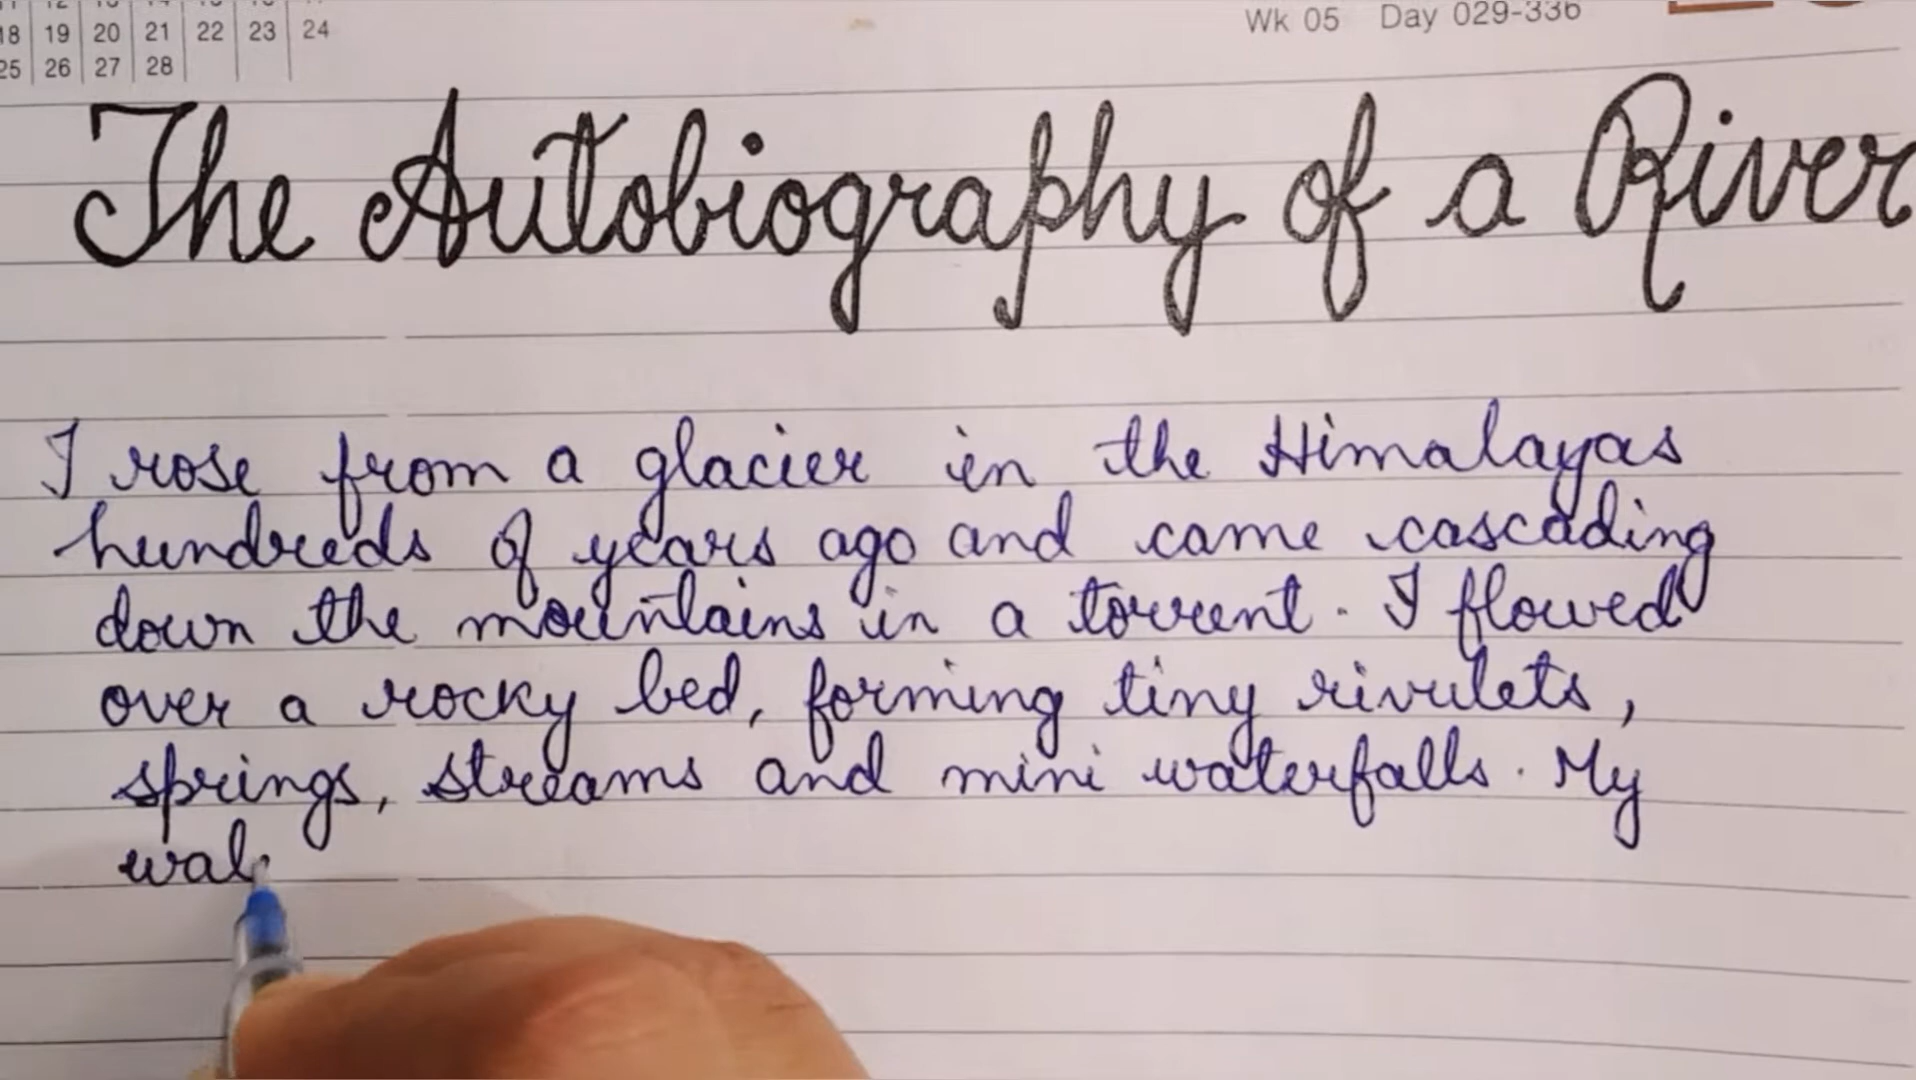 18 19 20 21 22 23 24
25 26 27 28
Wk 05 Day 029-336
The Autobiography of a River
I rose from a glacier in the Himalayas
hundreds of years ago and came cascading
down the mountains in a torrent. I flowed
over a rocky bed, forming tiny rivulets,
springs, streams and mini waterfalls. My